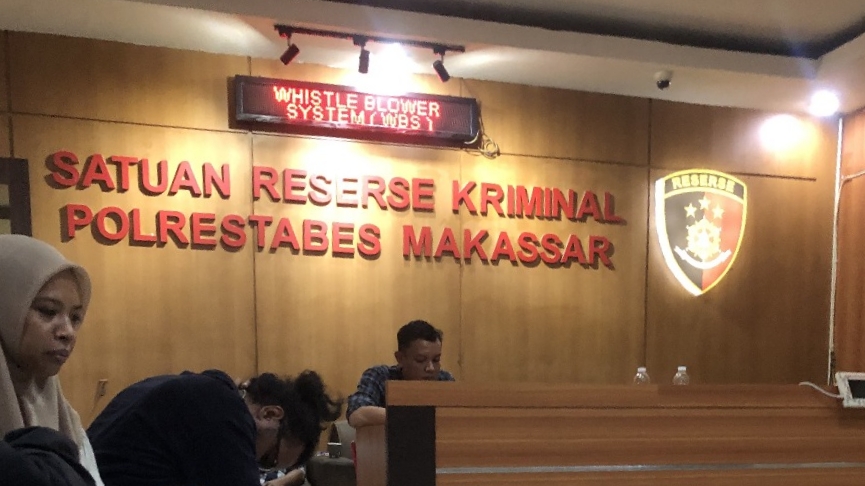 WHISTLE BLOWER
SYSTEM (WBS)
SATUAN RESERSE KRIMINAL
POLRESTABES MAKASSAR
RESERSE